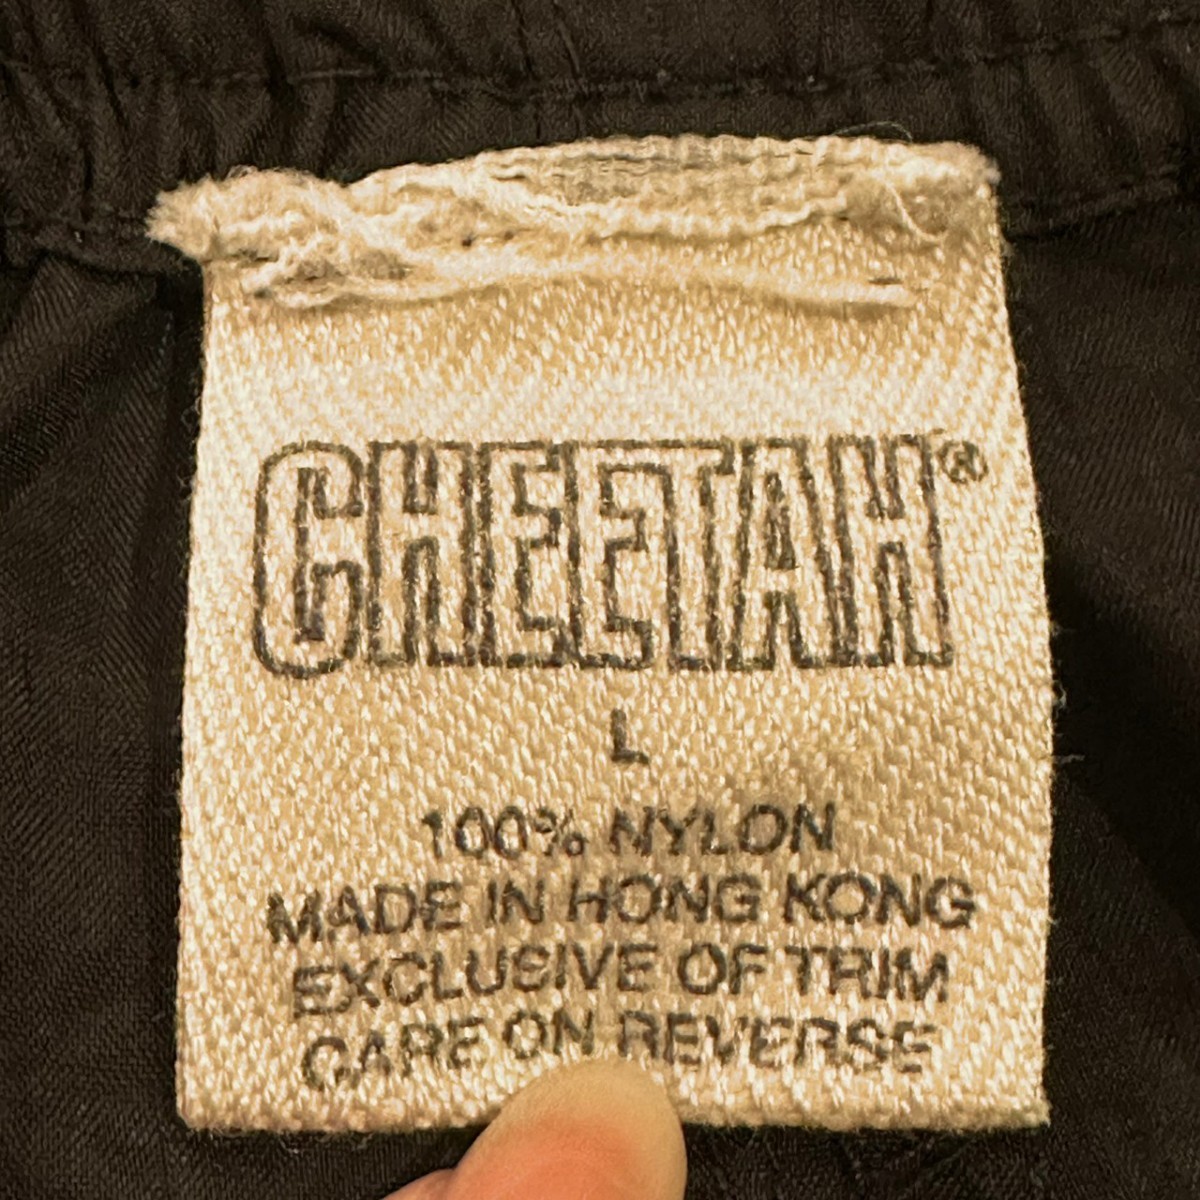 CHEETAH®
L
100% NYLON
MADE IN HONG KONG
EXCLUSIVE OF TRIM
CARE ON REVERSE